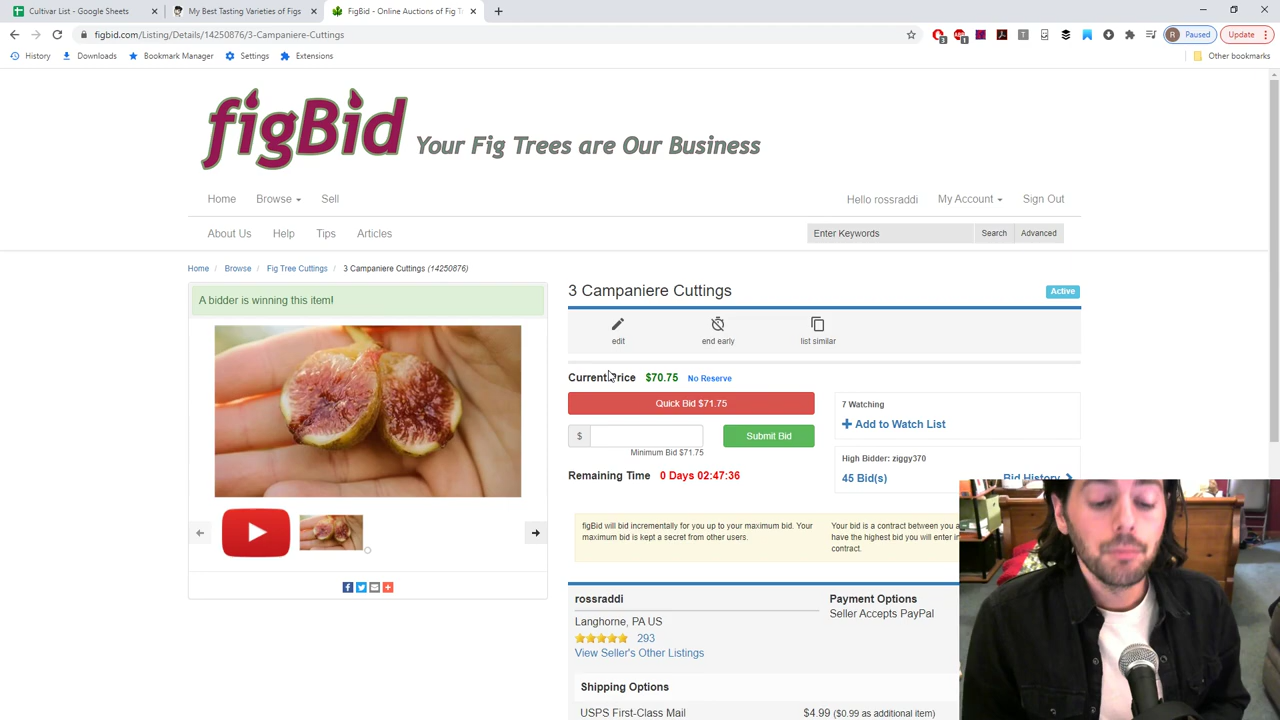 Cultivar List - Google Sheets
My Best Tasting Varieties of Figs
FigBid - Online Auctions of Fig T
figbid.com/Listing/Details/14250876/3-Campaniere-Cuttings
Paused
Update
History
Downloads
Bookmark Manager
Settings
Extensions
Other bookmarks
figBid
Your Fig Trees are Our Business
Home
Browse
Sell
Hello rossraddi
My Account
Sign Out
About Us
Help
Tips
Articles
Enter Keywords
Search
Advanced
Home / Browse / Fig Tree Cuttings / 3 Campaniere Cuttings (14250876)
A bidder is winning this item!
3 Campaniere Cuttings
Active
edit
end early
list similar
Current Price $70.75 No Reserve
Quick Bid $71.75
$
Submit Bid
Minimum Bid $71.75
Remaining Time 0 Days 02:47:36
7 Watching
Add to Watch List
High Bidder: ziggy370
45 Bid(s)
Bid History
figBid will bid incrementally for you up to your maximum bid. Your
maximum bid is kept a secret from other users.
Your bid is a contract between you
have the highest bid you will enter
contract.
rossraddi
Langhorne, PA US
293
View Seller's Other Listings
Payment Options
Seller Accepts PayPal
Shipping Options
USPS First-Class Mail
$4.99 ($0.99 as additional item)